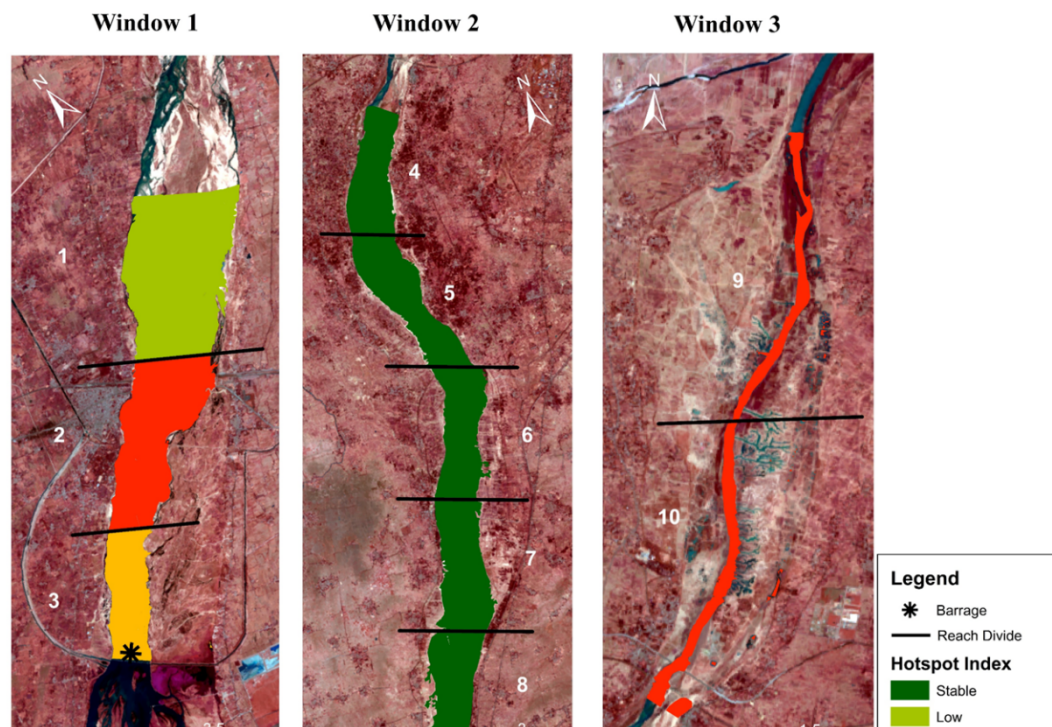 Window 1
Window 2
Window 3
N
N
N
1
2
3
4
5
6
7
8
9
10
Legend
Barrage
Reach Divide
Hotspot Index
Stable
Low